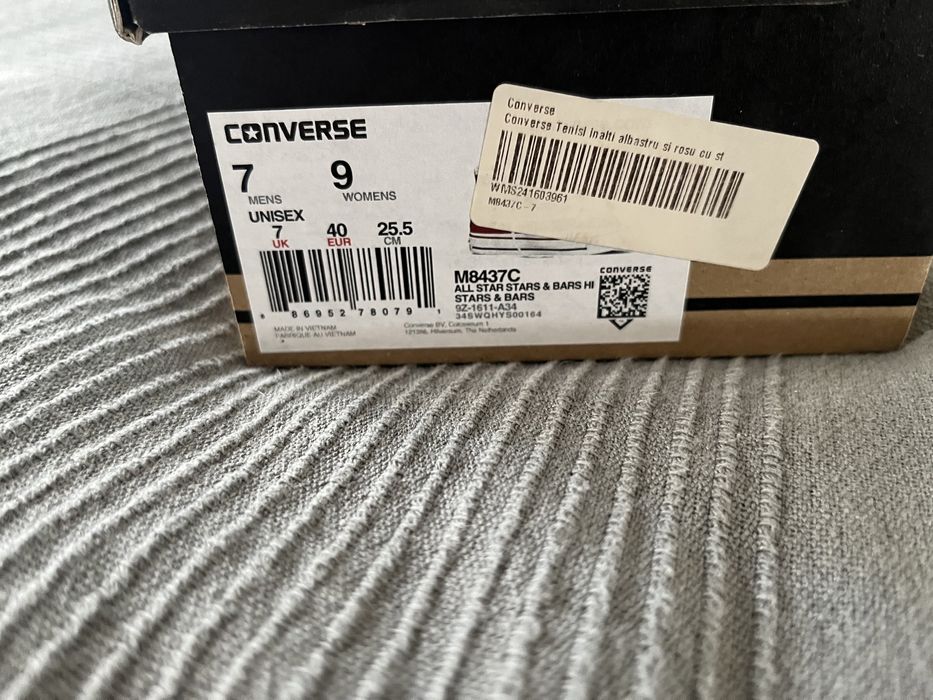 CONVERSE
7 MENS 9 WOMENS
UNISEX
7 UK 40 EUR 25.5 CM
8 86952 78079 1
MADE IN VIETNAM
FABRIQUE AU VIETNAM
M8437C
ALL STAR STARS & BARS HI
STARS & BARS
9Z-1611-A34
34SWQHYS00164
Converse BV, Colosseum 1
1213NL Hilversum, The Netherlands
CONVERSE
Converse
Converse Tenisi inalti albastru si rosu cu st
WMS241603961
M8437C-7